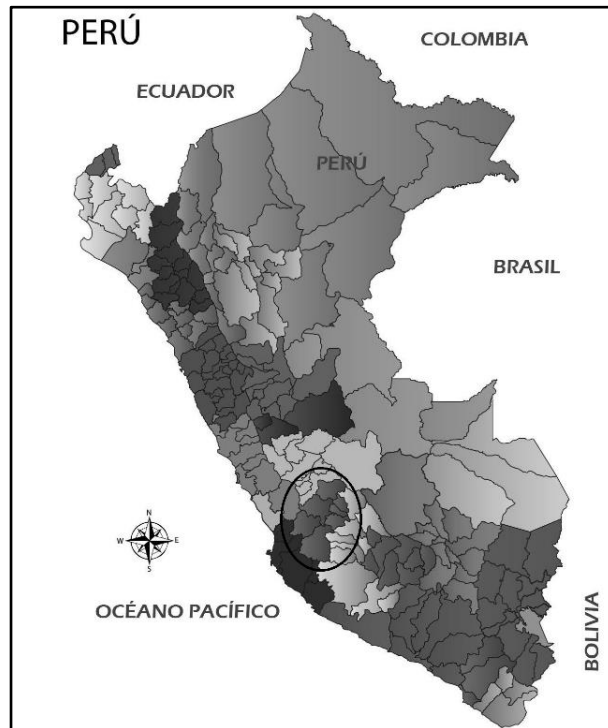 PERÚ
COLOMBIA
ECUADOR
PERÚ
BRASIL
N
W E
S
OCÉANO PACÍFICO
BOLIVIA